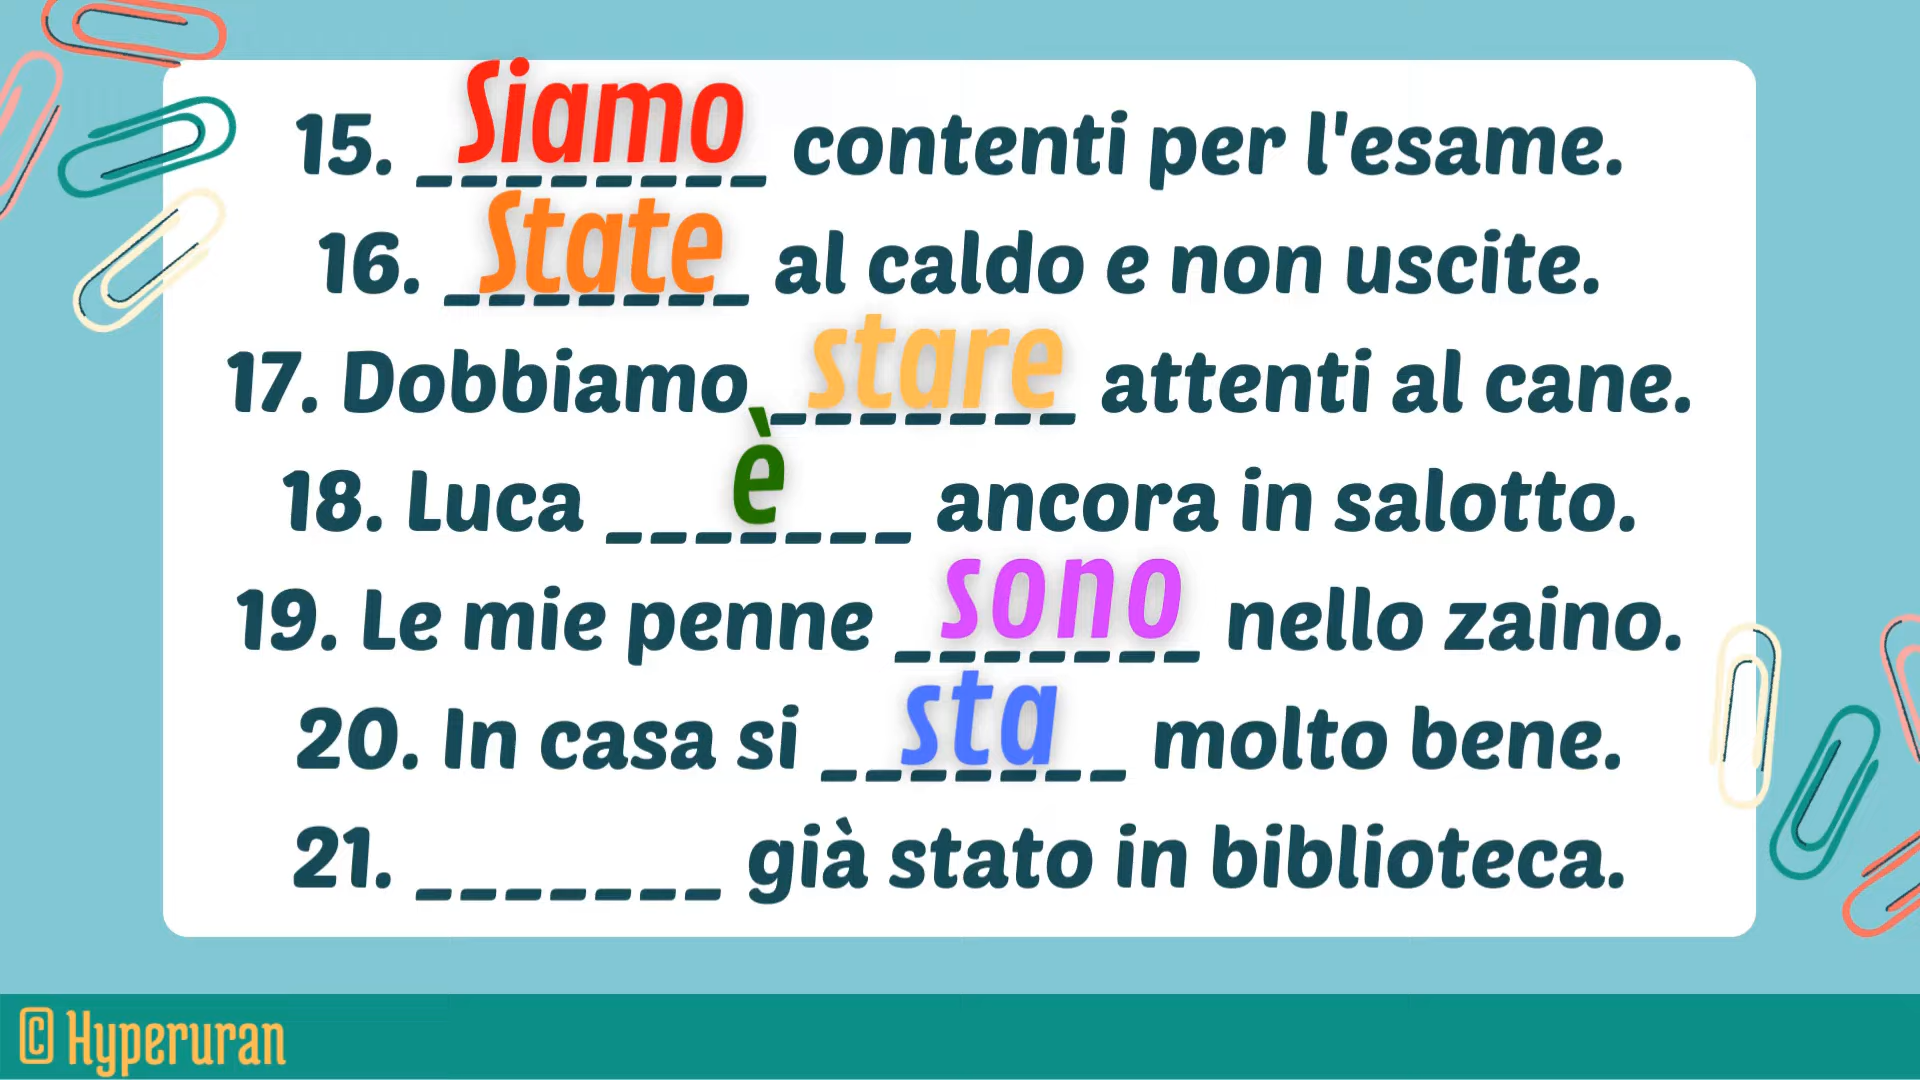 15. Siamo contenti per l'esame.
16. State al caldo e non uscite.
17. Dobbiamo stare attenti al cane.
18. Luca è ancora in salotto.
19. Le mie penne sono nello zaino.
20. In casa si sta molto bene.
21. _______ già stato in biblioteca.
© Hyperuran